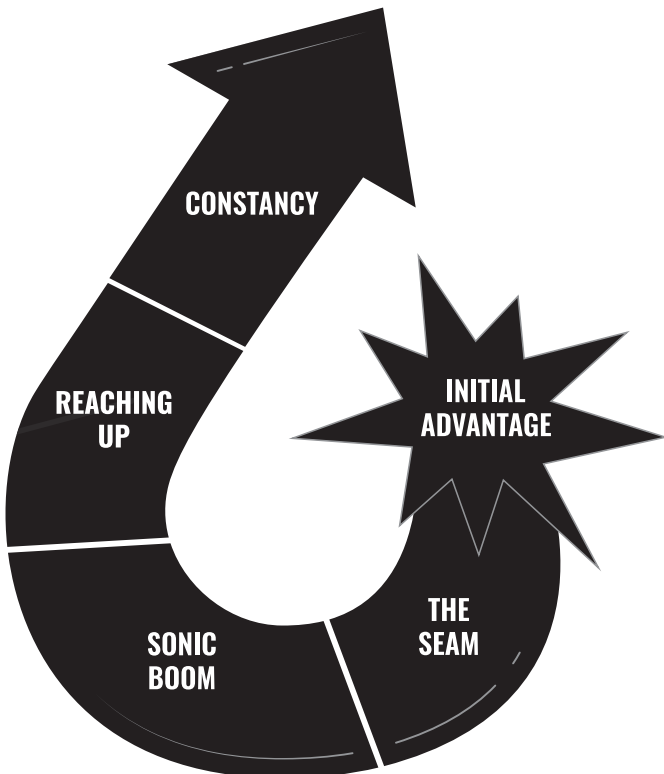 CONSTANCY
REACHING
UP
INITIAL
ADVANTAGE
THE
SEAM
SONIC
BOOM